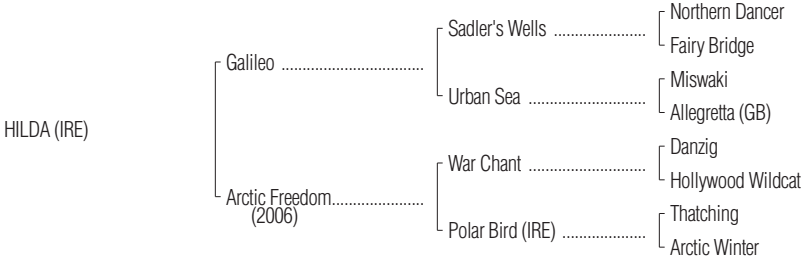 Northern Dancer
Sadler's Wells ......................
Fairy Bridge
Galileo ..................................
Miswaki
Urban Sea ............................
Allegretta (GB)
HILDA (IRE)
Danzig
War Chant ............................
Hollywood Wildcat
Arctic Freedom......................
(2006)
Thatching
Polar Bird (IRE) ....................
Arctic Winter